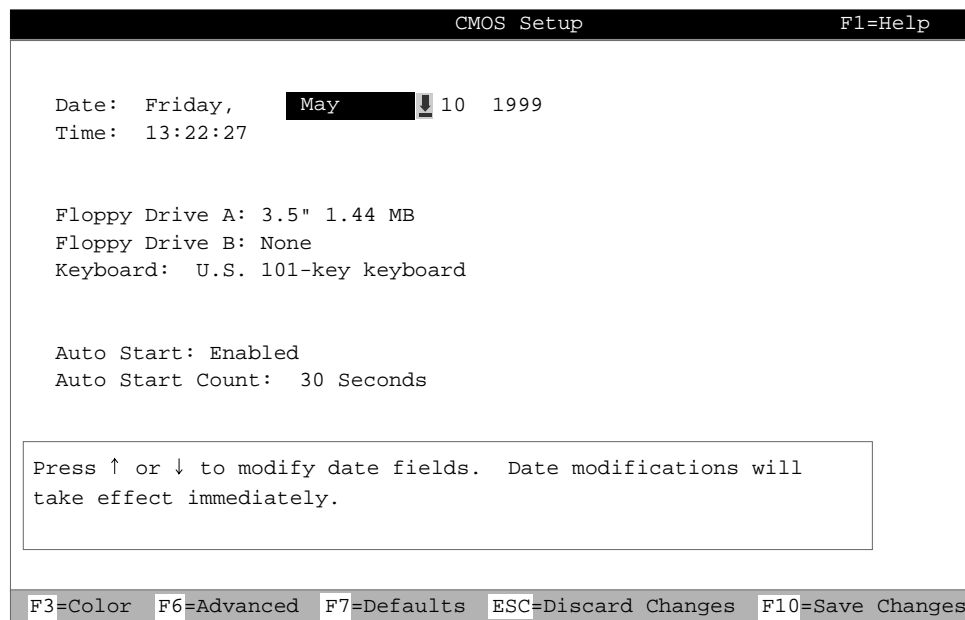 CMOS Setup F1=Help
Date: Friday, May 10 1999
Time: 13:22:27
Floppy Drive A: 3.5" 1.44 MB
Floppy Drive B: None
Keyboard: U.S. 101-key keyboard
Auto Start: Enabled
Auto Start Count: 30 Seconds
Press ↑ or ↓ to modify date fields. Date modifications will
take effect immediately.
F3=Color F6=Advanced F7=Defaults ESC=Discard Changes F10=Save Changes